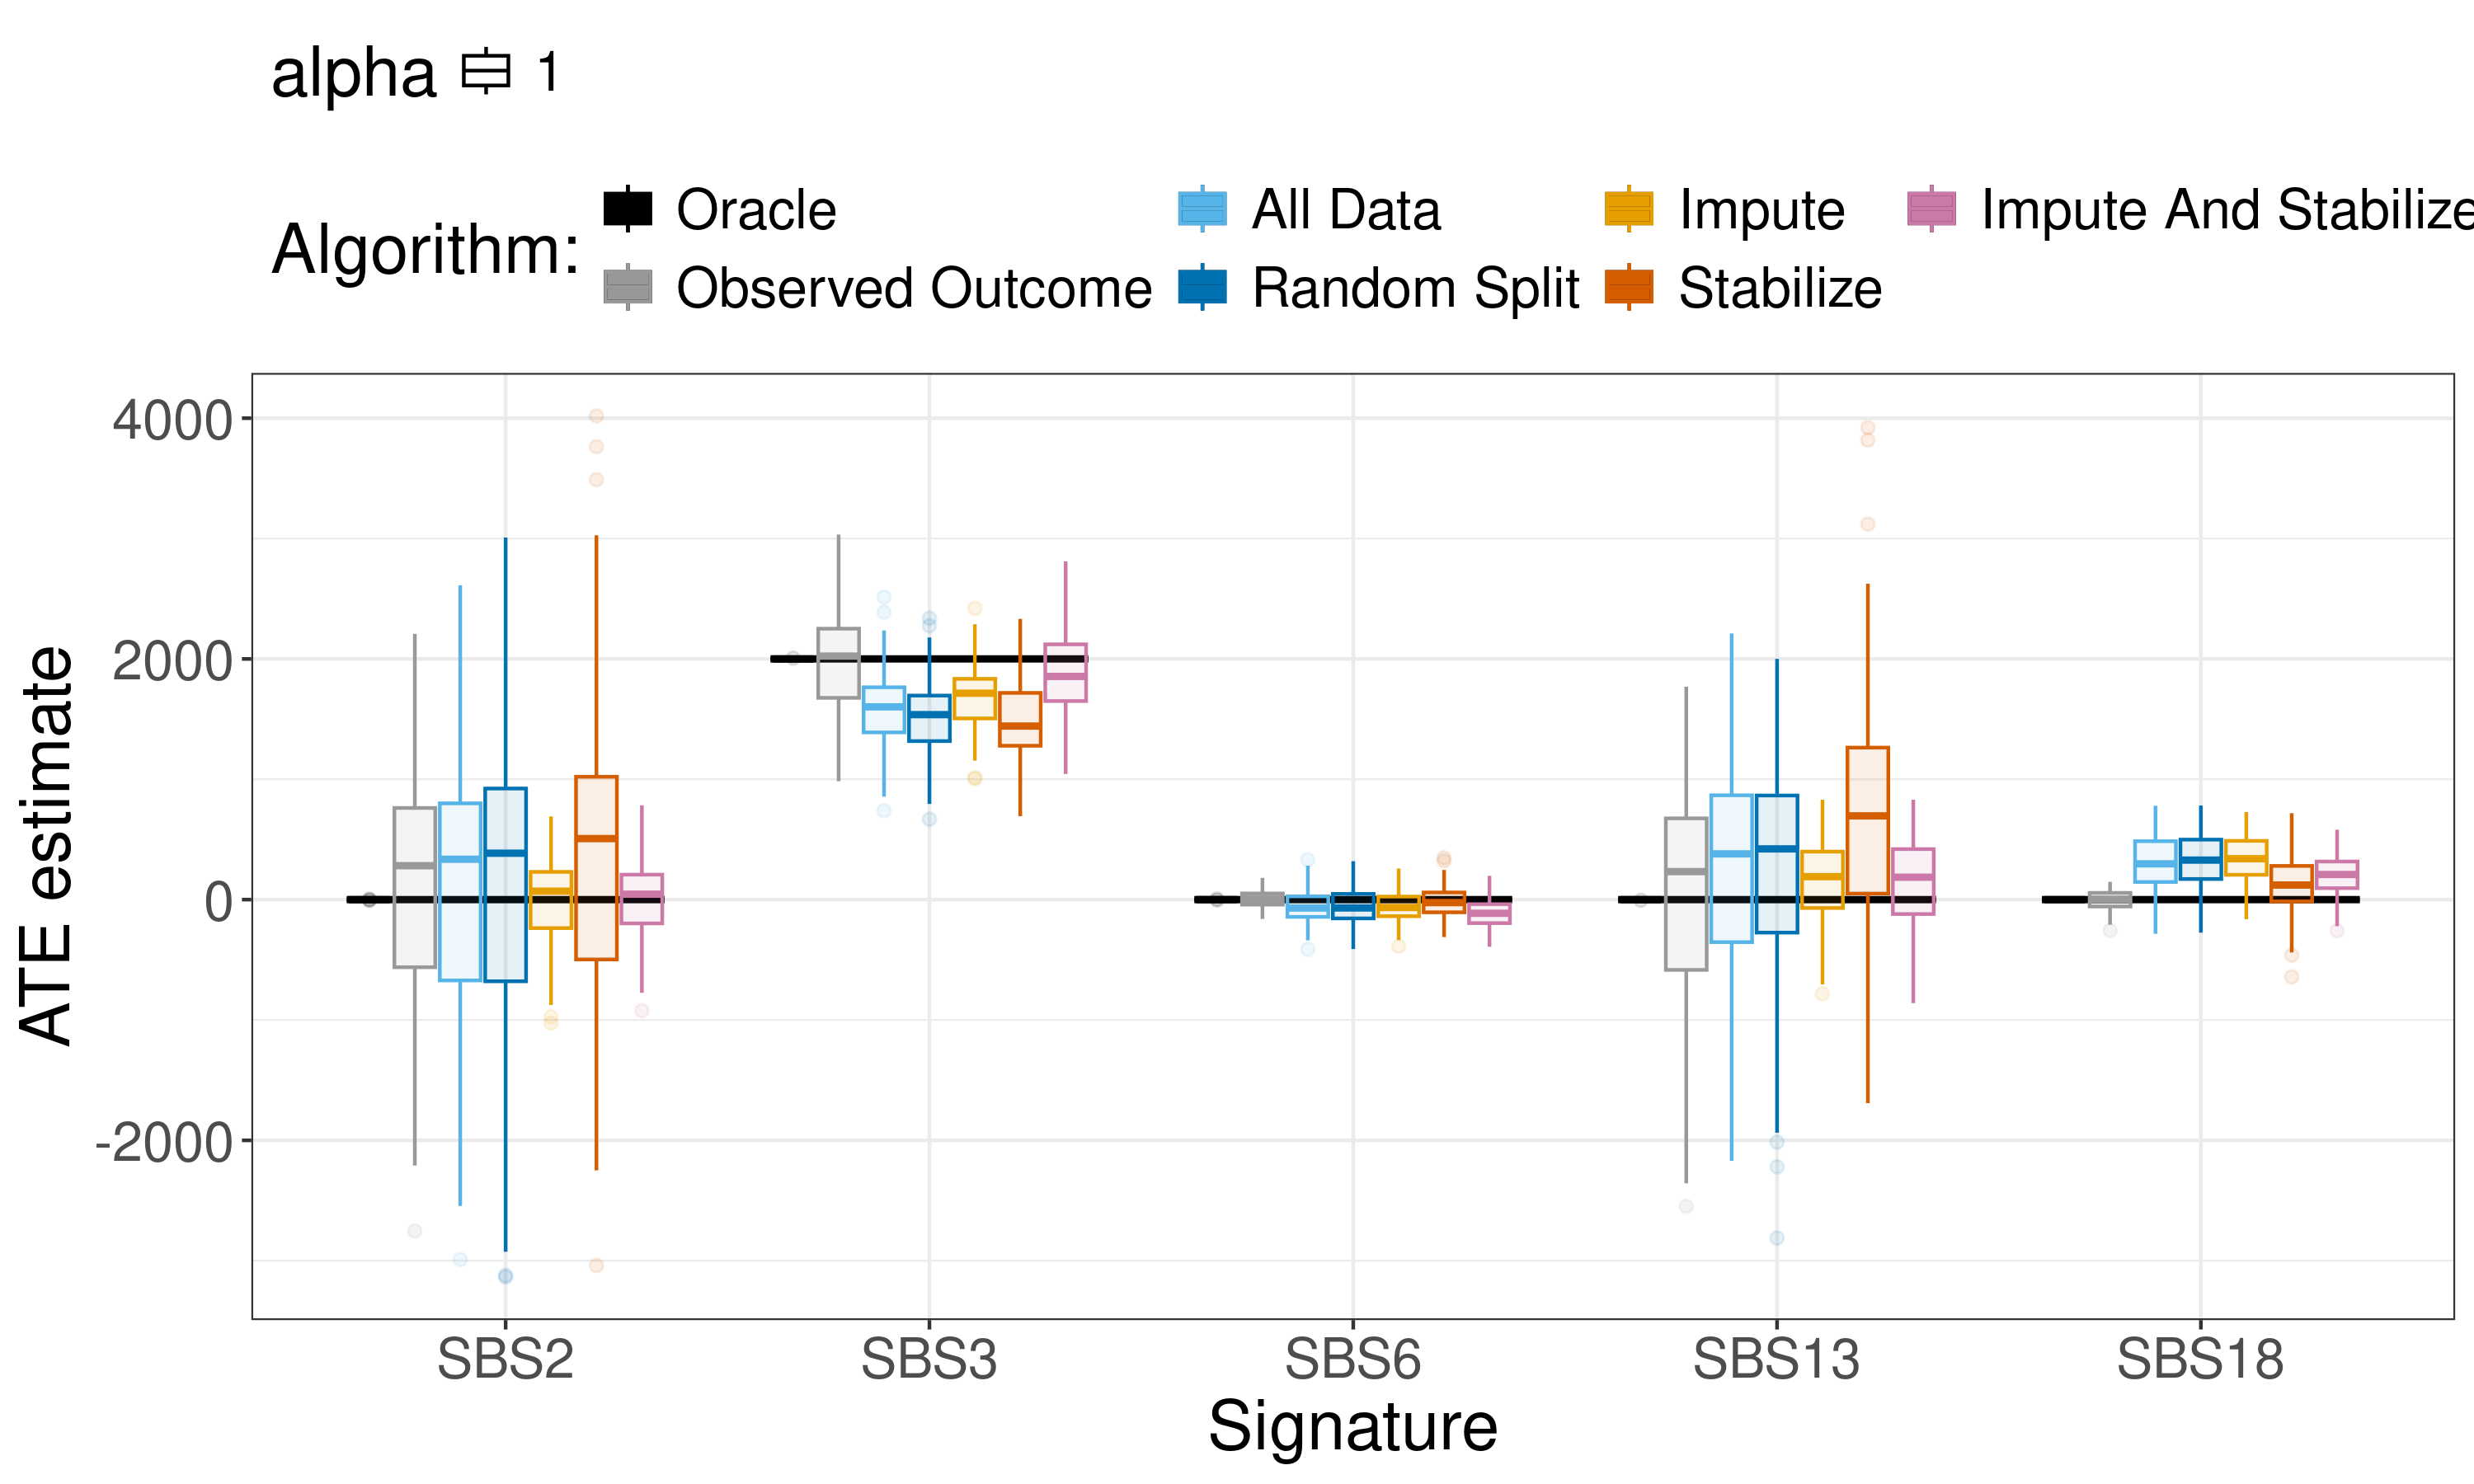 alpha 1
Algorithm: Oracle All Data Impute Impute And Stabilize
Observed Outcome Random Split Stabilize
4000
2000
0
-2000
ATE estimate
SBS2 SBS3 SBS6 SBS13 SBS18
Signature